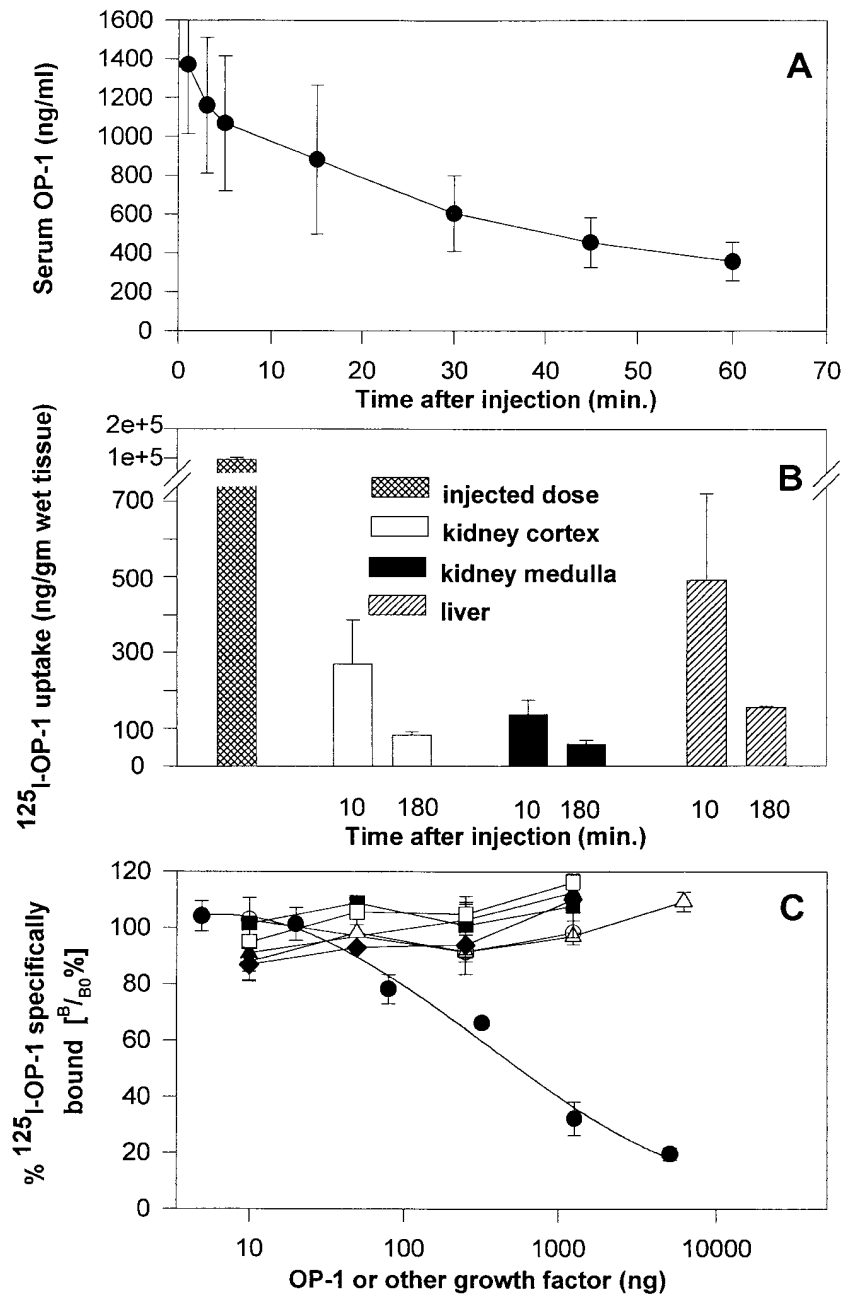 1600
1400
1200
1000
800
600
400
200
0
Serum OP-1 (ng/ml)
A
0 10 20 30 40 50 60 70
Time after injection (min.)
2e+5
1e+5
700
500
300
100
0
125I-OP-1 uptake (ng/gm wet tissue)
B
injected dose
kidney cortex
kidney medulla
liver
10 180 10 180 10 180
Time after injection (min.)
120
100
80
60
40
20
0
% 125I-OP-1 specifically
bound [B/B0%]
C
10 100 1000 10000
OP-1 or other growth factor (ng)